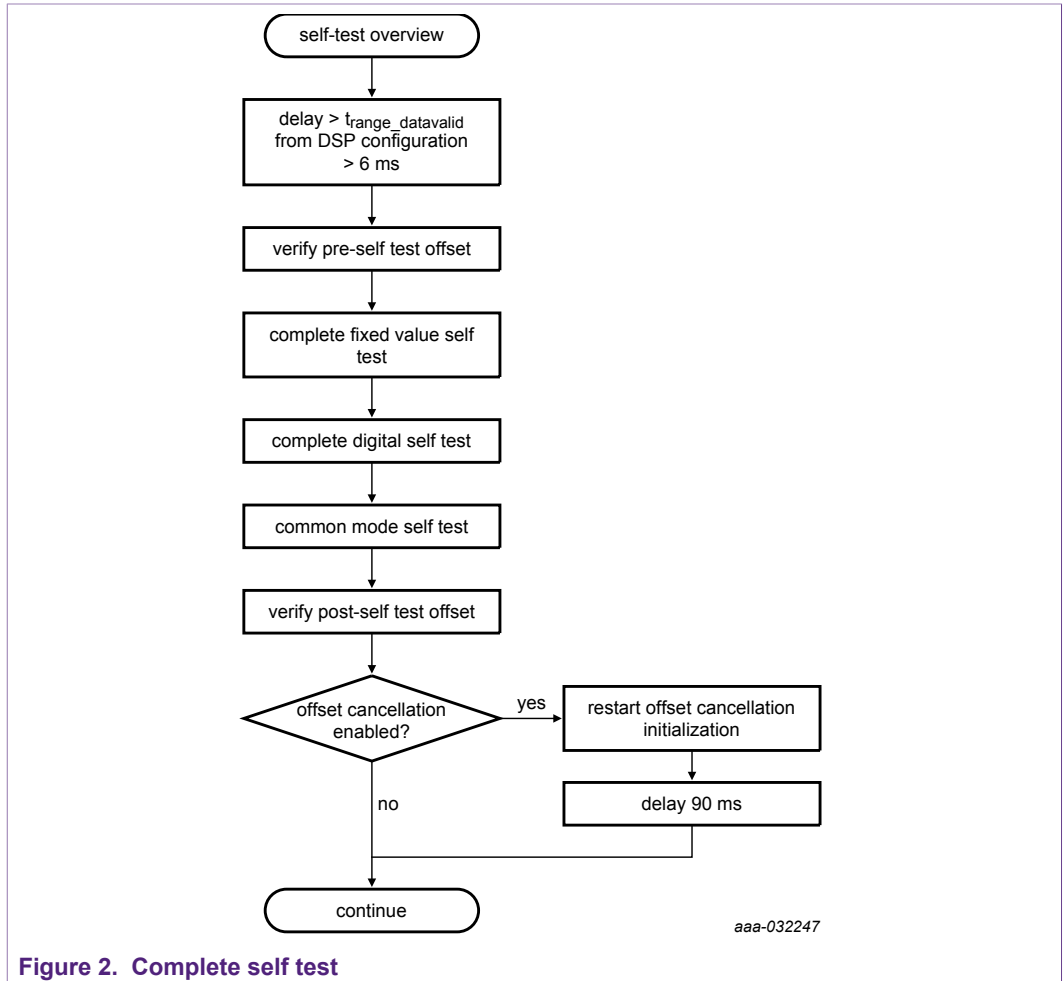 self-test overview
delay > trange_datavalid
from DSP configuration
> 6 ms
verify pre-self test offset
complete fixed value self
test
complete digital self test
common mode self test
verify post-self test offset
offset cancellation
enabled?
yes
restart offset cancellation
initialization
no
delay 90 ms
continue
aaa-032247
Figure 2. Complete self test